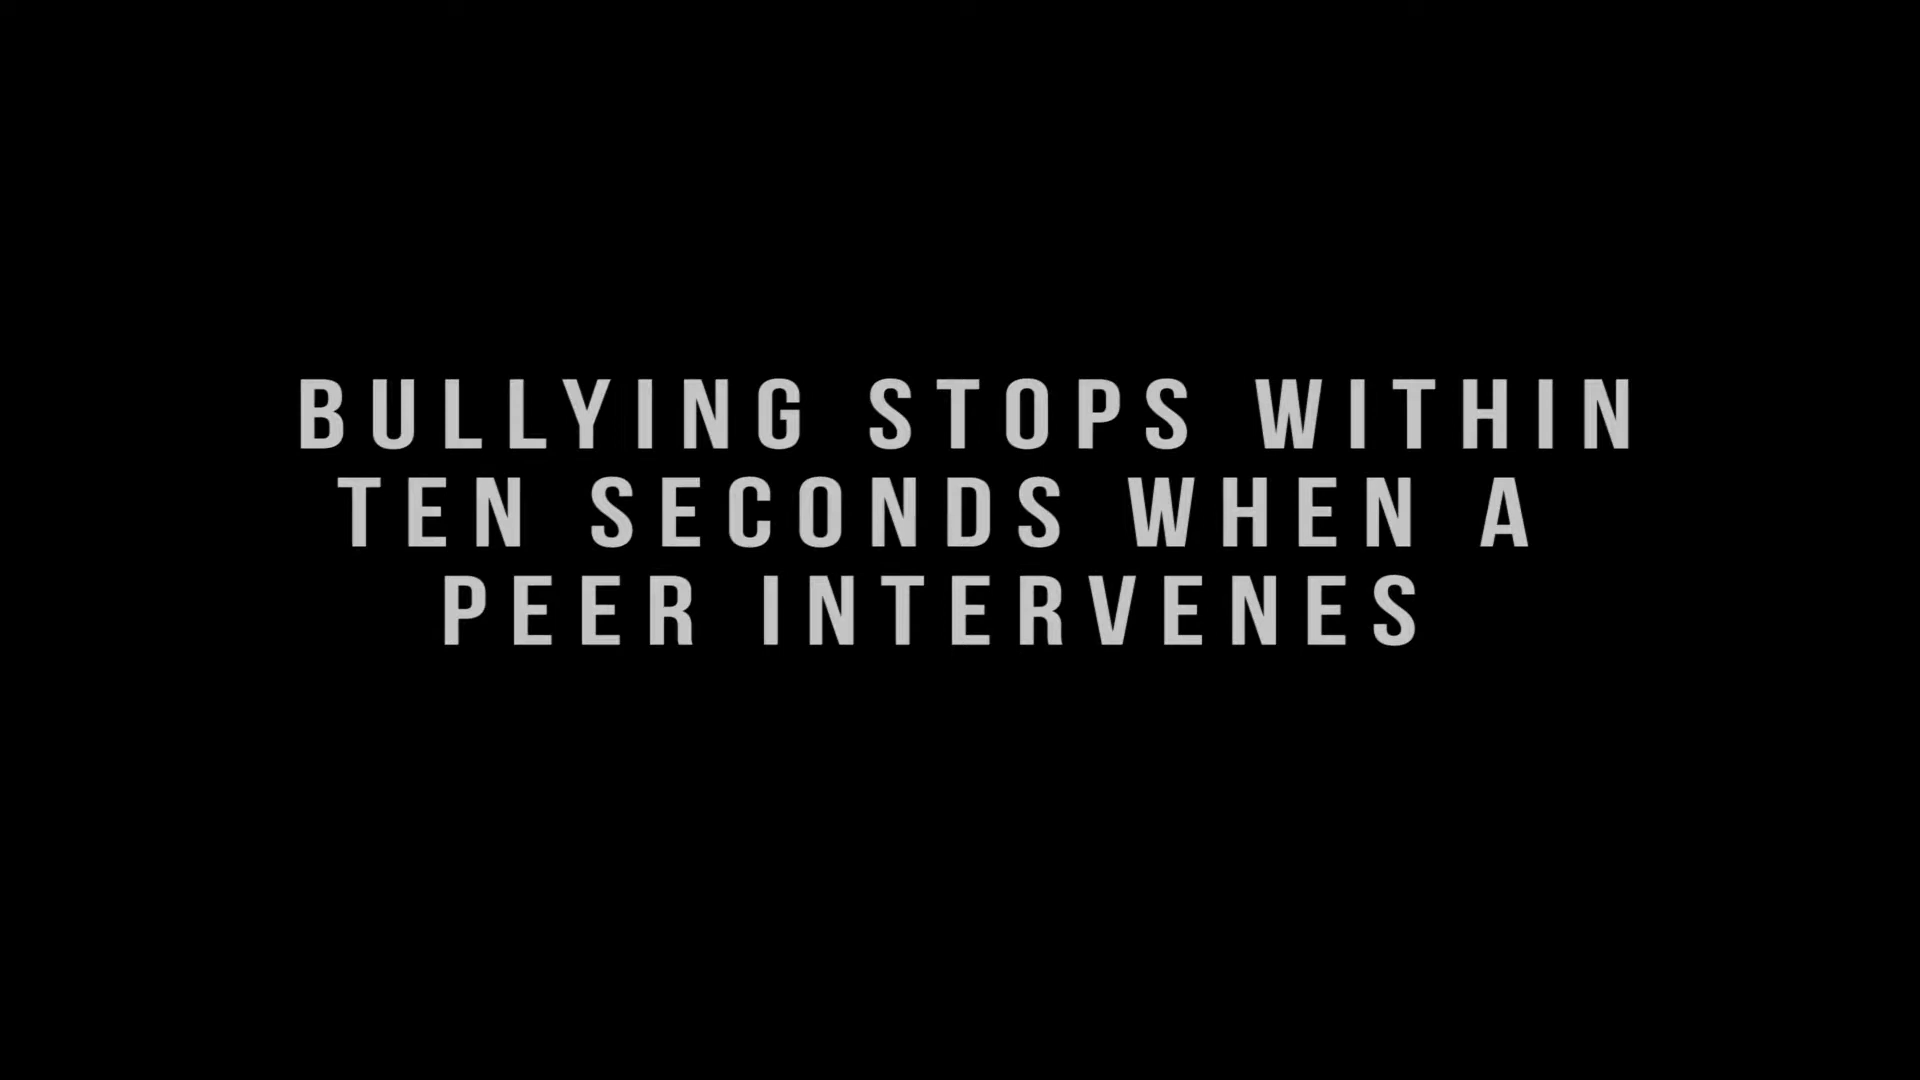 BULLYING STOPS WITHIN
TEN SECONDS WHEN A
PEER INTERVENES